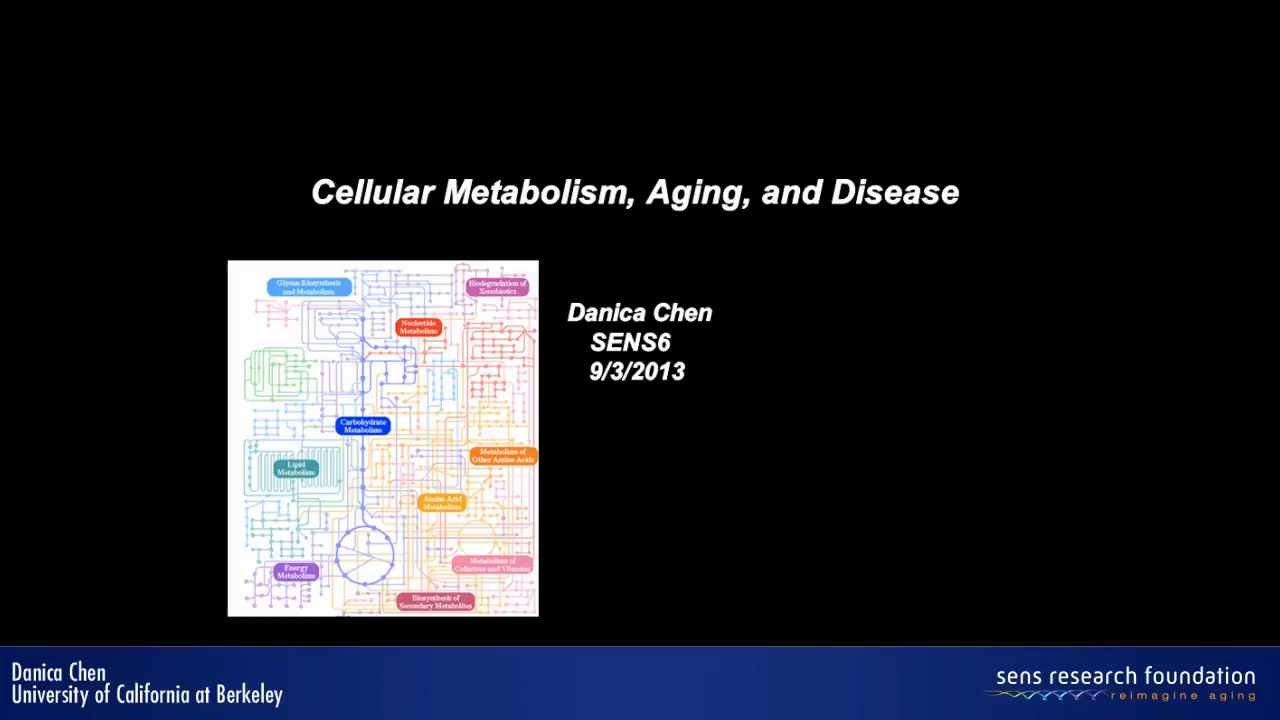 Cellular Metabolism, Aging, and Disease
Glycan Biosynthesis
and Metabolism
Biodegradation of
Xenobiotics
Nucleotide
Metabolism
Carbohydrate
Metabolism
Metabolism of
Other Amino Acids
Lipid
Metabolism
Amino Acid
Metabolism
Metabolism of
Cofactors and Vitamins
Energy
Metabolism
Biosynthesis of
Secondary Metabolites
Danica Chen
SENS6
9/3/2013
Danica Chen
University of California at Berkeley
sens research foundation
reimagine aging